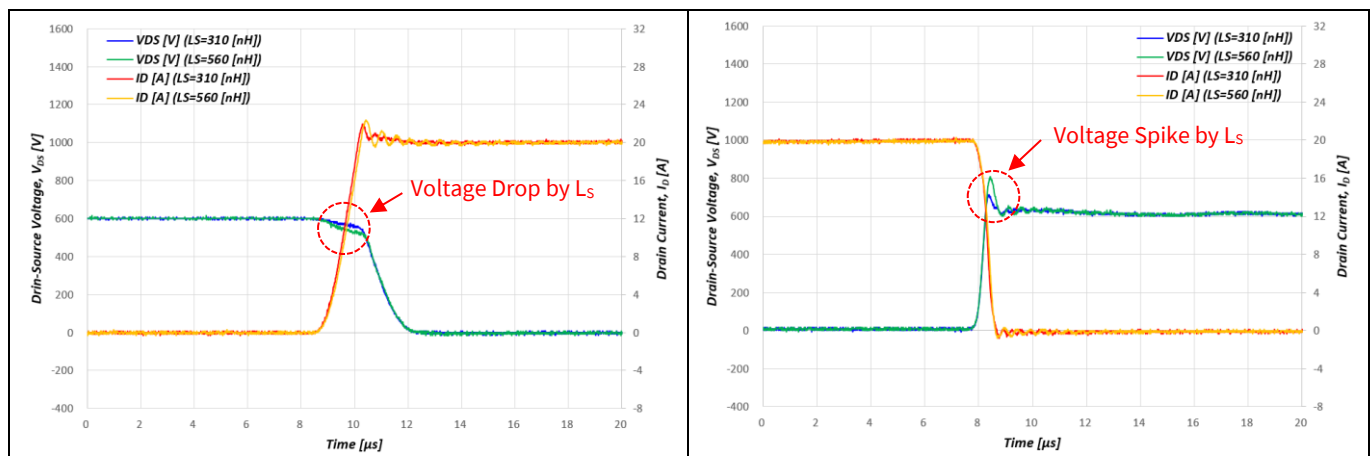 VDS [V] (LS=310 [nH])
VDS [V] (LS=560 [nH])
ID [A] (LS=310 [nH])
ID [A] (LS=560 [nH])
Voltage Drop by LS
Drin-Source Voltage, VDS [V]
1600
1400
1200
1000
800
600
400
200
0
-200
-400
32
28
24
20
16
12
8
4
0
-4
-8
Drain Current, ID [A]
0 2 4 6 8 10 12 14 16 18 20
Time [µs]
VDS [V] (LS=310 [nH])
VDS [V] (LS=560 [nH])
ID [A] (LS=310 [nH])
ID [A] (LS=560 [nH])
Voltage Spike by LS
Drain-Source Voltage, VDS [V]
1600
1400
1200
1000
800
600
400
200
0
-200
-400
32
28
24
20
16
12
8
4
0
-4
-8
Drain Current, ID [A]
0 2 4 6 8 10 12 14 16 18 20
Time [µs]